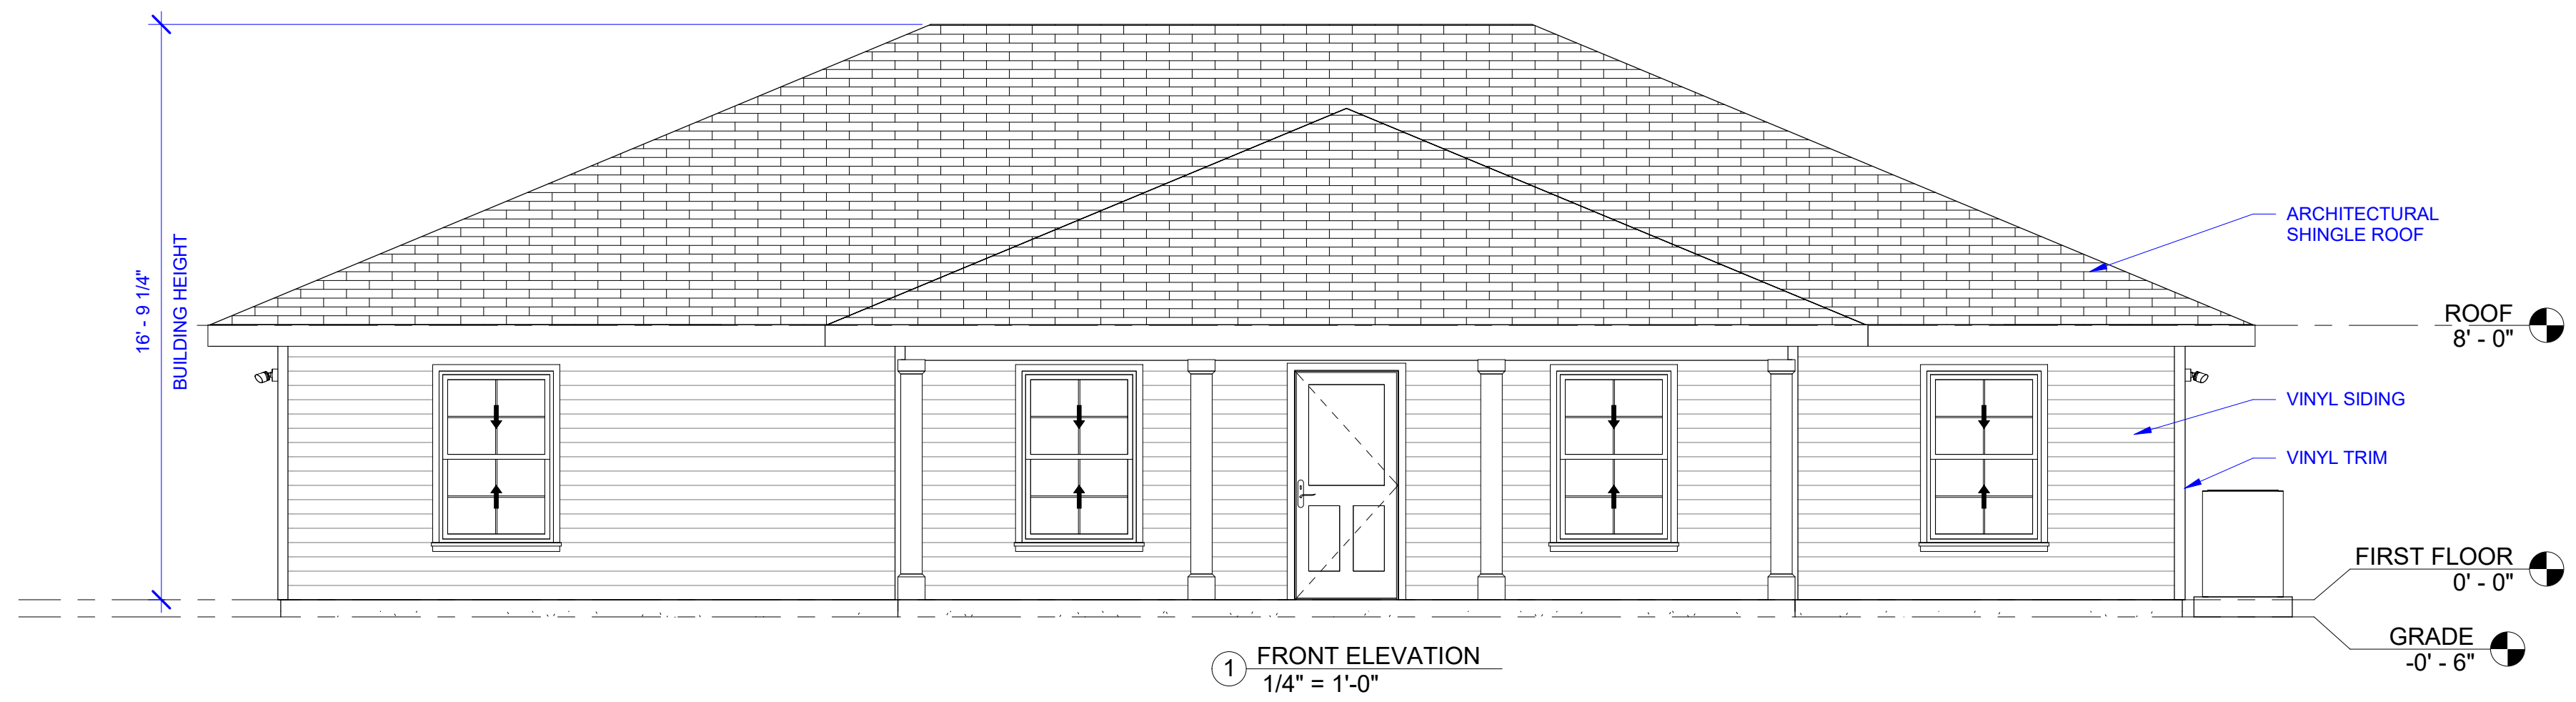 16' - 9 1/4"
BUILDING HEIGHT
ARCHITECTURAL
SHINGLE ROOF
ROOF
8' - 0"
VINYL SIDING
VINYL TRIM
FIRST FLOOR
0' - 0"
GRADE
-0' - 6"
1 FRONT ELEVATION
1/4" = 1'-0"